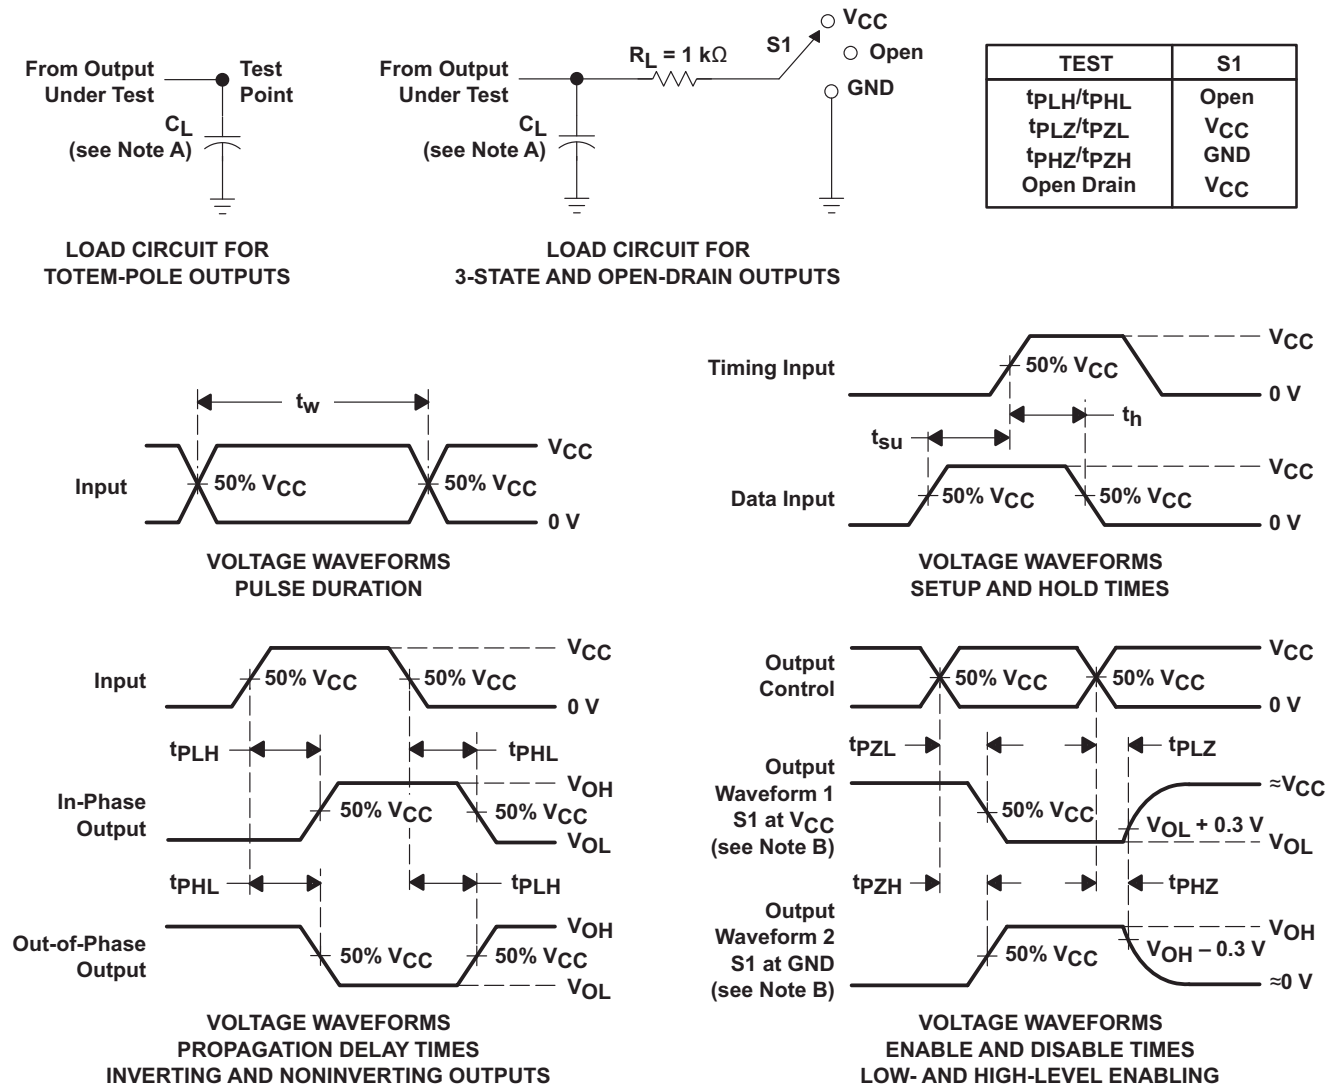 From Output
Under Test
Test
Point
CL
(see Note A)
LOAD CIRCUIT FOR
TOTEM-POLE OUTPUTS
From Output
Under Test
RL = 1 kΩ
S1
VCC
Open
GND
CL
(see Note A)
LOAD CIRCUIT FOR
3-STATE AND OPEN-DRAIN OUTPUTS
TEST S1
tPLH/tPHL Open
tPLZ/tPZL VCC
tPHZ/tPZH GND
Open Drain VCC
tw
Input
VCC
50% VCC
50% VCC
0 V
VOLTAGE WAVEFORMS
PULSE DURATION
Timing Input
VCC
50% VCC
0 V
tsu
th
Data Input
VCC
50% VCC
50% VCC
0 V
VOLTAGE WAVEFORMS
SETUP AND HOLD TIMES
Input
VCC
50% VCC
50% VCC
0 V
tPLH
tPHL
In-Phase
Output
VOH
50% VCC
50% VCC
VOL
tPHL
tPLH
Out-of-Phase
Output
VOH
50% VCC
50% VCC
VOL
VOLTAGE WAVEFORMS
PROPAGATION DELAY TIMES
INVERTING AND NONINVERTING OUTPUTS
Output
Control
VCC
50% VCC
50% VCC
0 V
tPZL
tPLZ
Output
Waveform 1
S1 at VCC
(see Note B)
≈VCC
50% VCC
VOL + 0.3 V
VOL
tPZH
tPHZ
Output
Waveform 2
S1 at GND
(see Note B)
VOH
50% VCC
VOH – 0.3 V
≈0 V
VOLTAGE WAVEFORMS
ENABLE AND DISABLE TIMES
LOW- AND HIGH-LEVEL ENABLING